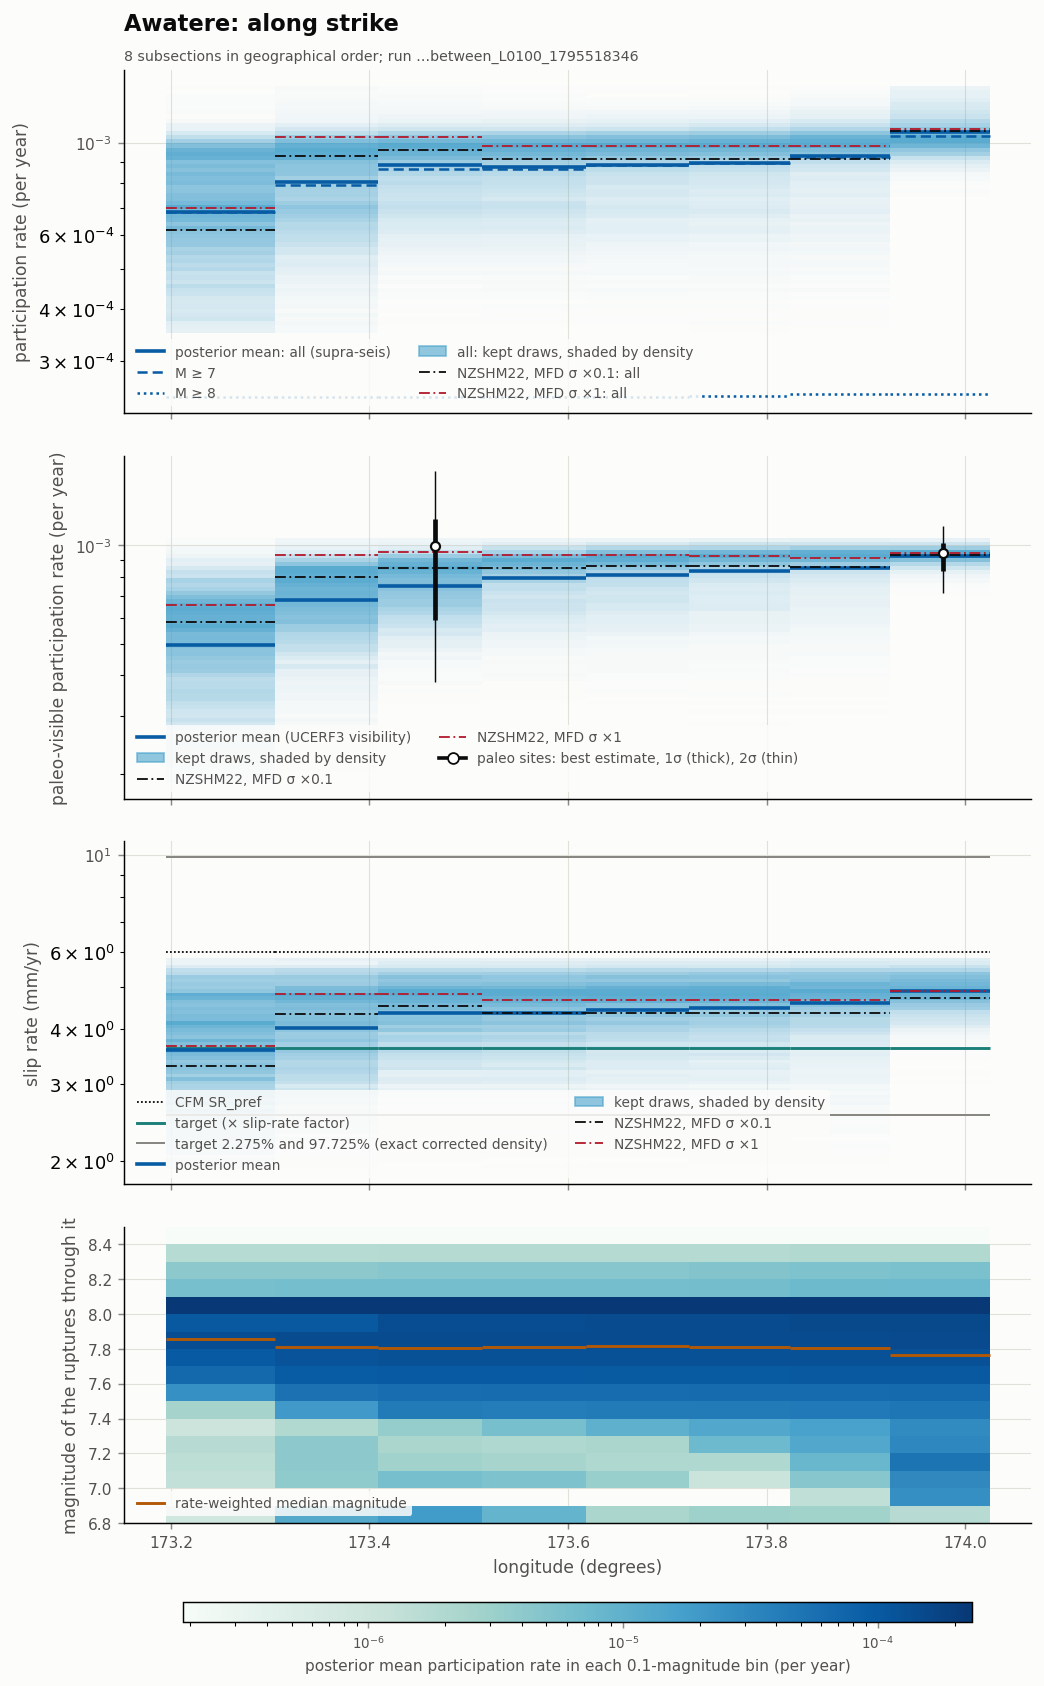 Awatere: along strike
8 subsections in geographical order; run ...between_L0100_1795518346
participation rate (per year)
10⁻³
6 × 10⁻⁴
4 × 10⁻⁴
3 × 10⁻⁴
posterior mean: all (supra-seis)
M ≥ 7
M ≥ 8
all: kept draws, shaded by density
NZSHM22, MFD σ ×0.1: all
NZSHM22, MFD σ ×1: all
paleo-visible participation rate (per year)
10⁻³
posterior mean (UCERF3 visibility)
kept draws, shaded by density
NZSHM22, MFD σ ×0.1
NZSHM22, MFD σ ×1
paleo sites: best estimate, 1σ (thick), 2σ (thin)
slip rate (mm/yr)
10¹
6 × 10⁰
4 × 10⁰
3 × 10⁰
2 × 10⁰
CFM SR_pref
target (× slip-rate factor)
target 2.275% and 97.725% (exact corrected density)
posterior mean
kept draws, shaded by density
NZSHM22, MFD σ ×0.1
NZSHM22, MFD σ ×1
magnitude of the ruptures through it
8.4
8.2
8.0
7.8
7.6
7.4
7.2
7.0
6.8
rate-weighted median magnitude
173.2 173.4 173.6 173.8 174.0
longitude (degrees)
10⁻⁶ 10⁻⁵ 10⁻⁴
posterior mean participation rate in each 0.1-magnitude bin (per year)